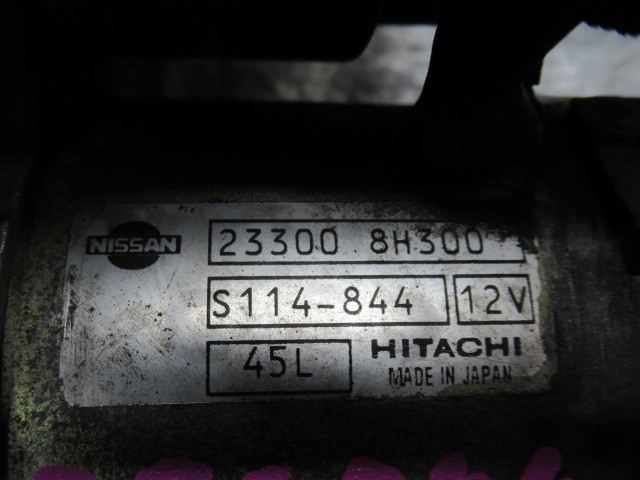 NISSAN 23300 8H300
S114-844 12V
45L HITACHI
MADE IN JAPAN